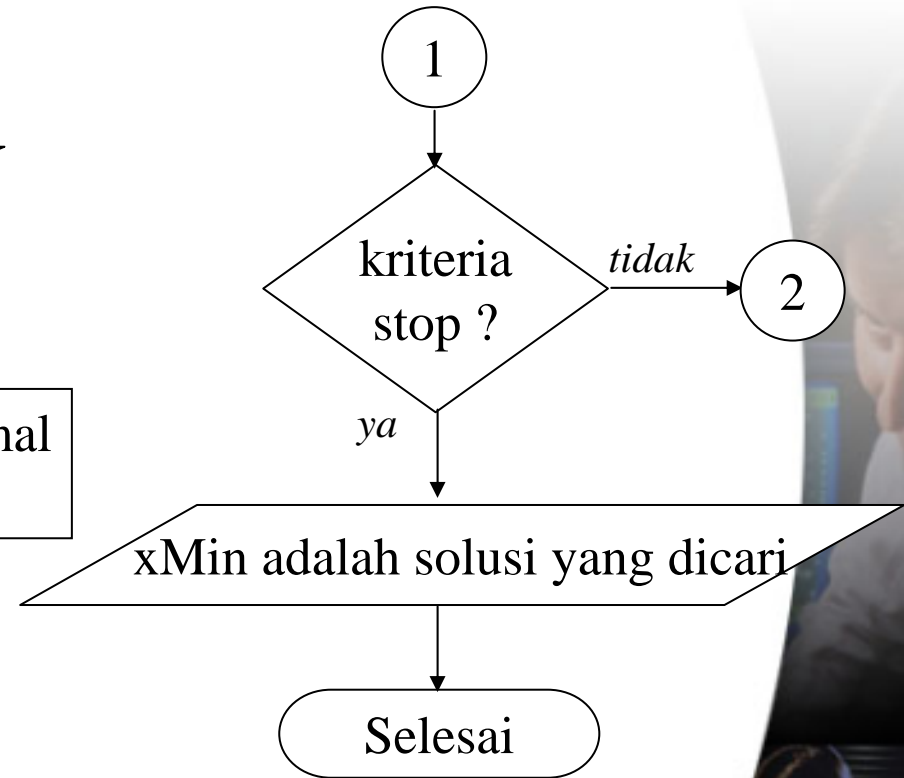 1
kriteria
stop ?
tidak
2
ya
xMin adalah solusi yang dicari
Selesai